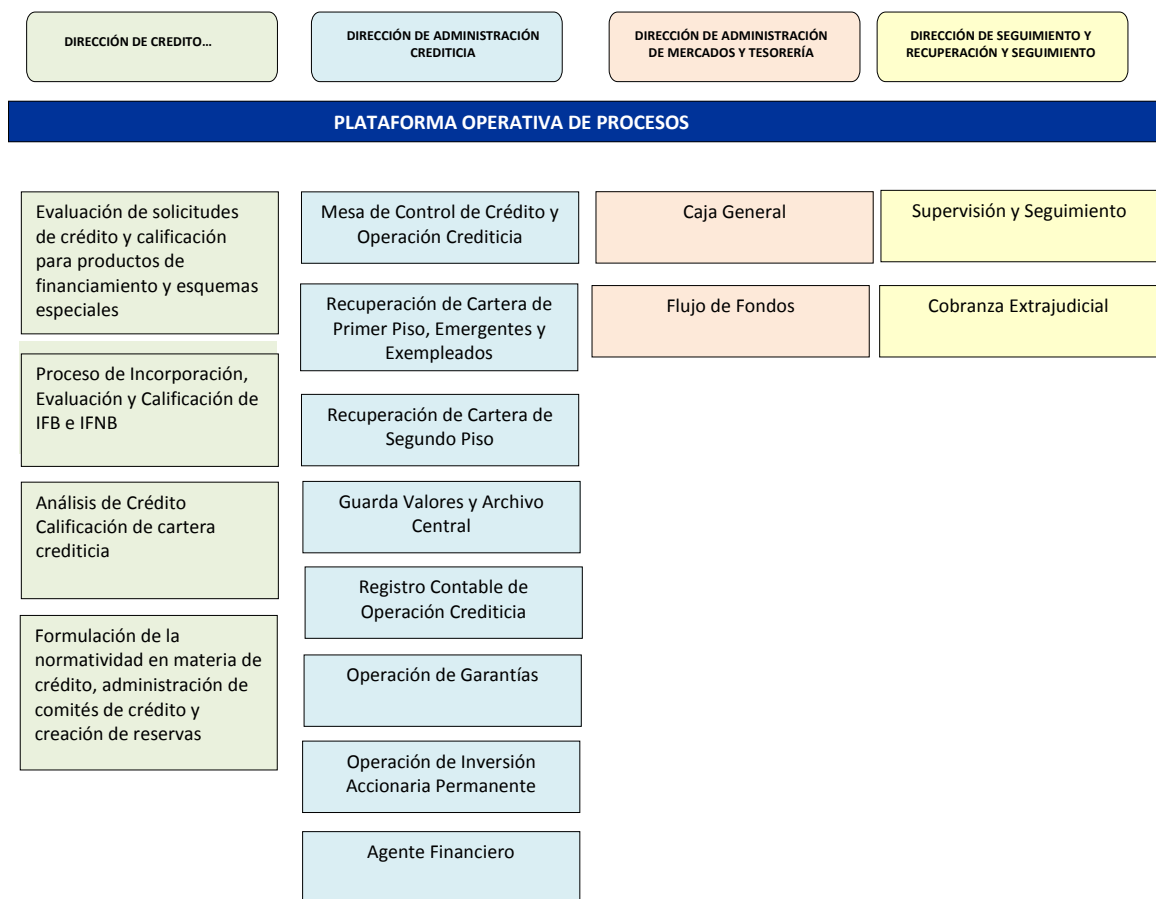 DIRECCIÓN DE CREDITO…
DIRECCIÓN DE ADMINISTRACIÓN
CREDITICIA
DIRECCIÓN DE ADMINISTRACIÓN
DE MERCADOS Y TESORERÍA
DIRECCIÓN DE SEGUIMIENTO Y
RECUPERACIÓN Y SEGUIMIENTO
PLATAFORMA OPERATIVA DE PROCESOS
Evaluación de solicitudes
de crédito y calificación
para productos de
financiamiento y esquemas
especiales
Proceso de Incorporación,
Evaluación y Calificación de
IFB e IFNB
Análisis de Crédito
Calificación de cartera
crediticia
Formulación de la
normatividad en materia de
crédito, administración de
comités de crédito y
creación de reservas
Mesa de Control de Crédito y
Operación Crediticia
Recuperación de Cartera de
Primer Piso, Emergentes y
Exempleados
Recuperación de Cartera de
Segundo Piso
Guarda Valores y Archivo
Central
Registro Contable de
Operación Crediticia
Operación de Garantías
Operación de Inversión
Accionaria Permanente
Agente Financiero
Caja General
Flujo de Fondos
Supervisión y Seguimiento
Cobranza Extrajudicial